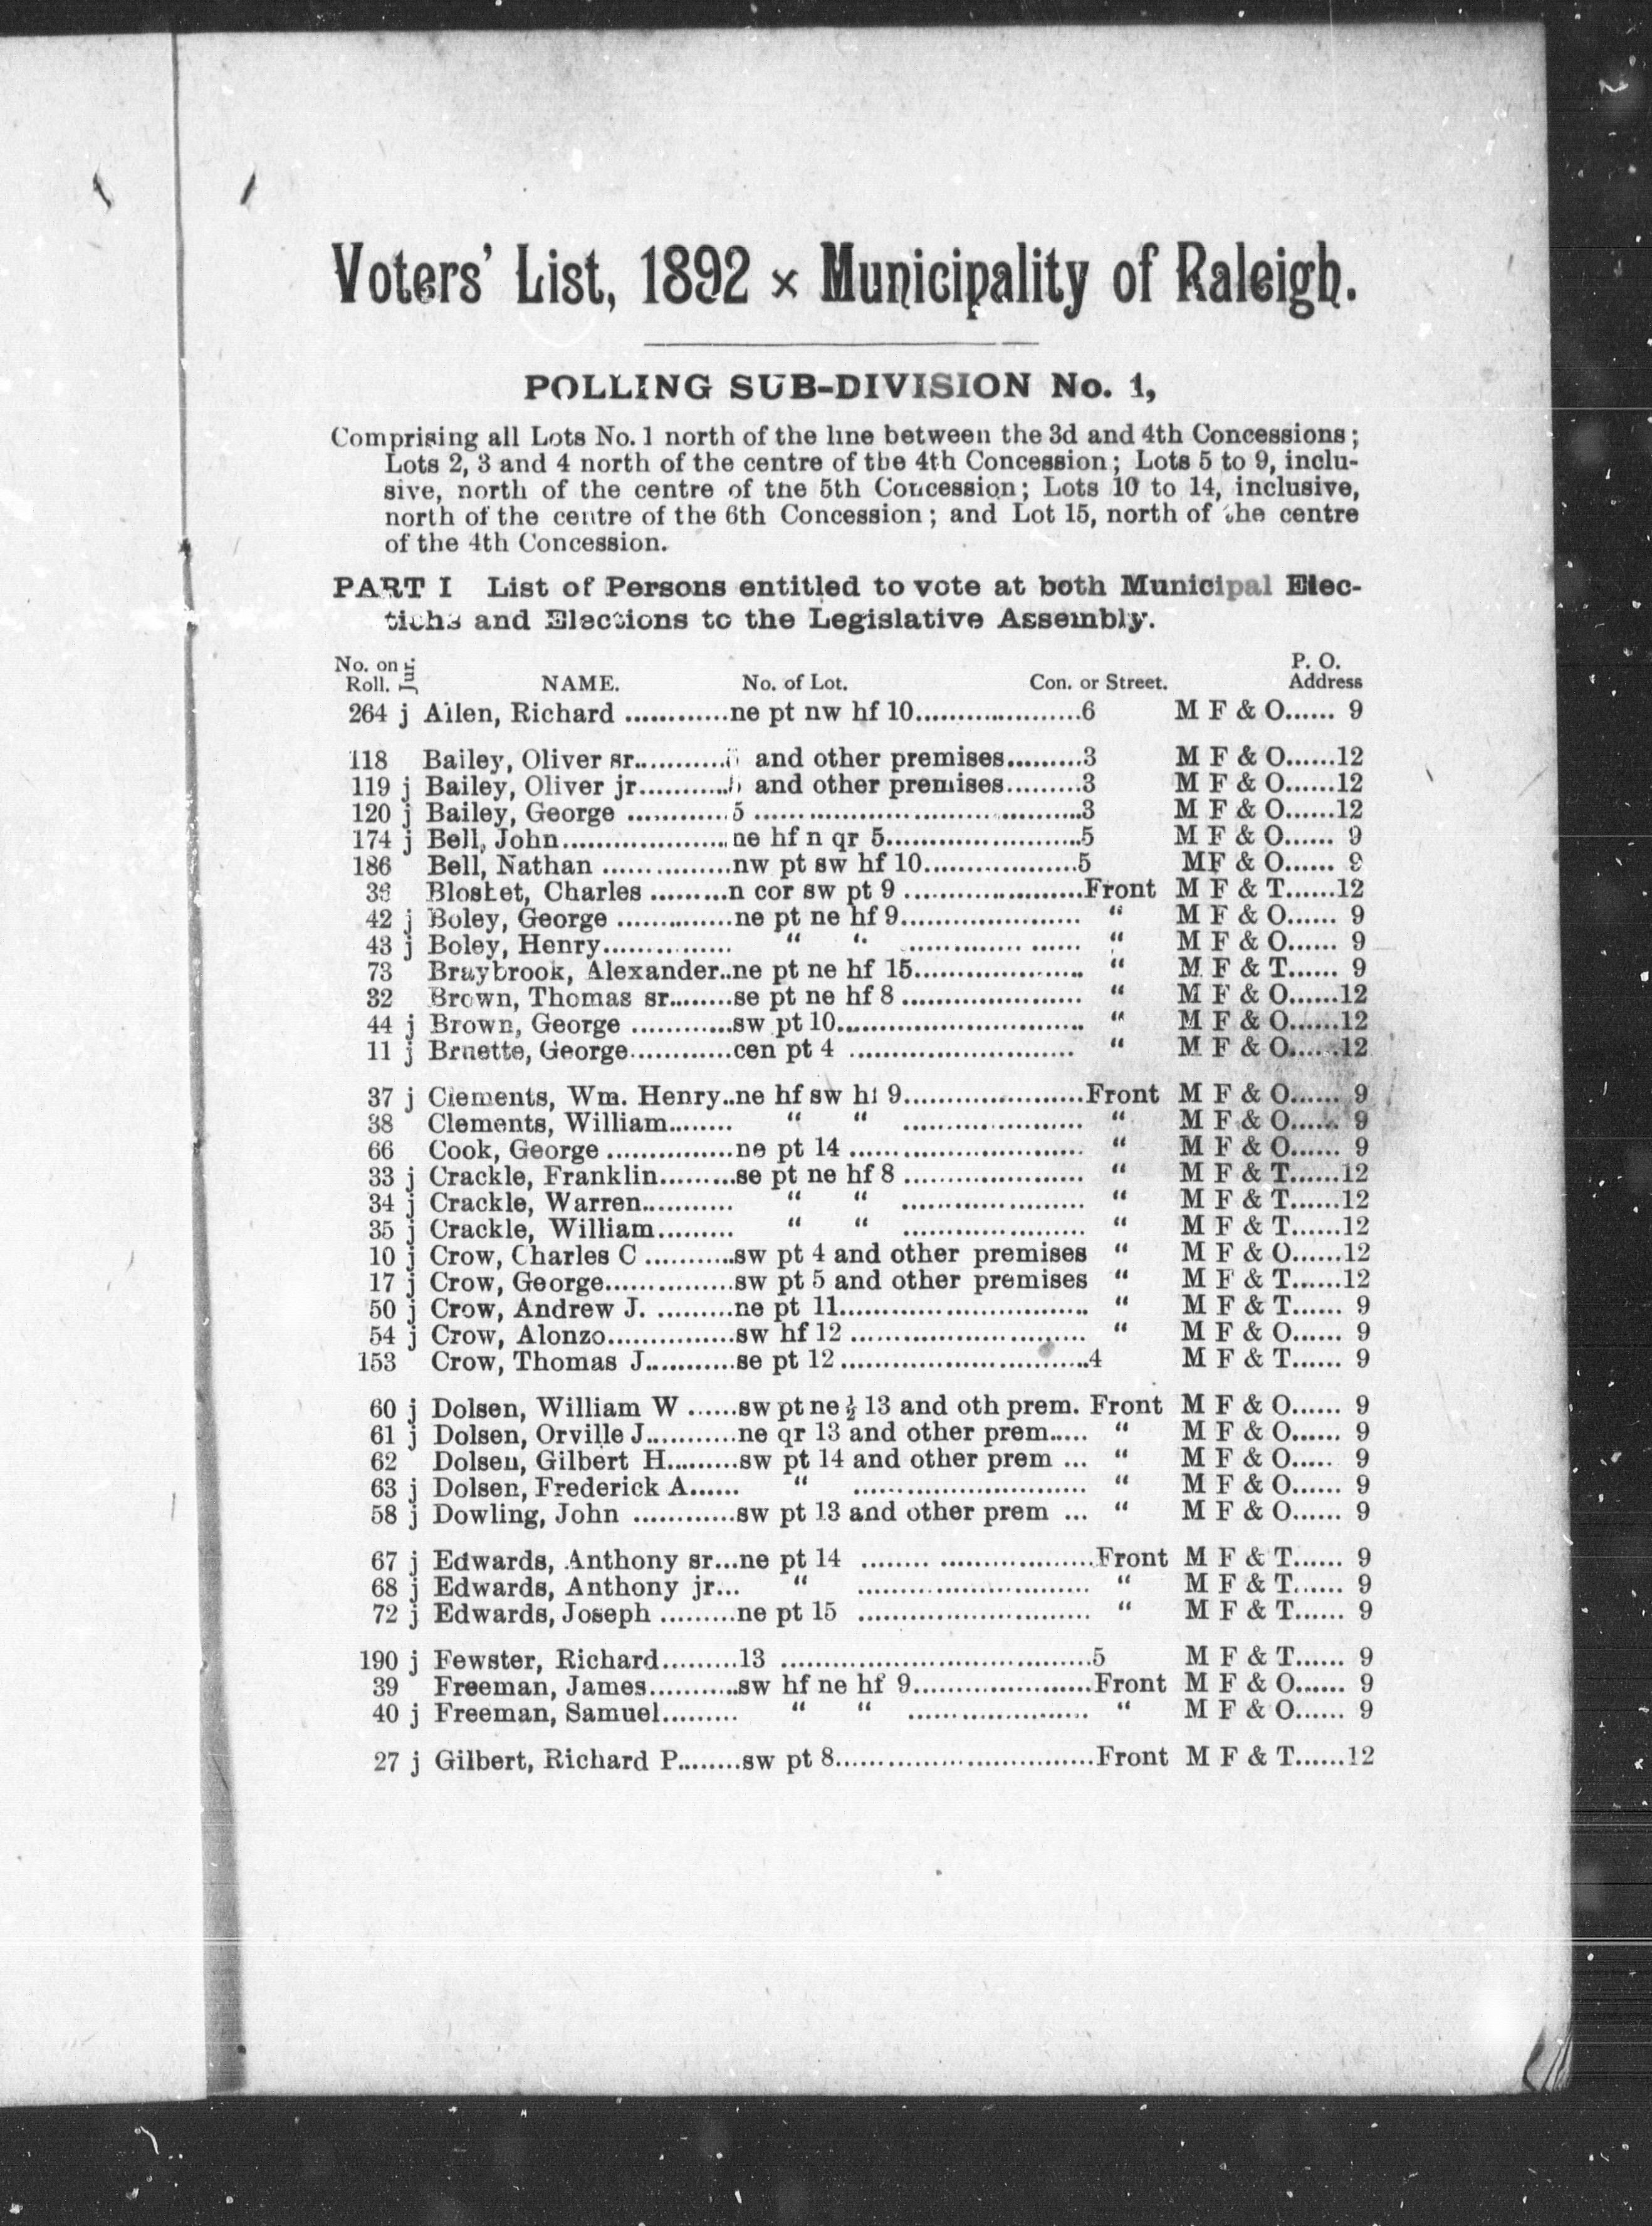 Voters' List, 1892 × Municipality of Raleigh.
POLLING SUB-DIVISION No. 1,
Comprising all Lots No. 1 north of the line between the 3d and 4th Concessions;
Lots 2, 3 and 4 north of the centre of the 4th Concession; Lots 5 to 9, inclu-
sive, north of the centre of the 5th Concession; Lots 10 to 14, inclusive,
north of the centre of the 6th Concession; and Lot 15, north of the centre
of the 4th Concession.
PART I List of Persons entitled to vote at both Municipal Elec-
tions and Elections to the Legislative Assembly.
No. on Roll. Jur. NAME. No. of Lot. Con. or Street. P. O. Address
264 j Allen, Richard ............ne pt nw hf 10.....................6 M F & O...... 9
118 Bailey, Oliver sr........... and other premises.........3 M F & O......12
119 j Bailey, Oliver jr........... and other premises.........3 M F & O......12
120 j Bailey, George ............5 ..........................................3 M F & O......12
174 j Bell, John.....................ne hf n qr 5........................5 M F & O...... 9
186 Bell, Nathan ................nw pt sw hf 10...................5 MF & O...... 9
Charles .........n cor sw pt 9 .......................Front M F & T......12
42 j Boley, George ...............ne pt ne hf 9....................... “ M F & O...... 9
43 j Boley, Henry................ “ “ ..................... “ M F & O...... 9
73 Braybrook, Alexander..ne pt ne hf 15..................... “ M F & T...... 9
32 Brown, Thomas sr........se pt ne hf 8 ....................... “ M F & O......12
44 j Brown, George .............sw pt 10............................... “ M F & O......12
11 j Bruette, George............cen pt 4 ............................ “ M F & O......12
37 j Clements, Wm. Henry..ne hf sw hf 9.......................Front M F & O...... 9
38 Clements, William........ “ “ ....................... “ M F & O...... 9
66 Cook, George ................ne pt 14 .............................. “ M F & O...... 9
33 j Crackle, Franklin.........se pt ne hf 8 ....................... “ M F & T......12
34 j Crackle, Warren............ “ “ ....................... “ M F & T......12
35 j Crackle, William......... “ “ ....................... “ M F & T......12
10 j Crow, Charles C ...........sw pt 4 and other premises “ M F & O......12
17 j Crow, George................sw pt 5 and other premises “ M F & T......12
50 j Crow, Andrew J. .........ne pt 11............................... “ M F & T...... 9
54 j Crow, Alonzo................sw hf 12 .............................. “ M F & O...... 9
153 Crow, Thomas J...........se pt 12 ...............................4 M F & T...... 9
60 j Dolsen, William W ......sw pt ne ½ 13 and oth prem. Front M F & O...... 9
61 j Dolsen, Orville J...........ne qr 13 and other prem..... “ M F & O...... 9
62 Dolsen, Gilbert H.........sw pt 14 and other prem ... “ M F & O..... 9
63 j Dolsen, Frederick A...... “ ............................. “ M F & O...... 9
58 j Dowling, John ............sw pt 13 and other prem ... “ M F & O...... 9
67 j Edwards, Anthony sr...ne pt 14 ............................Front M F & T...... 9
68 j Edwards, Anthony jr... “ ............................. “ M F & T...... 9
72 j Edwards, Joseph .........ne pt 15 ............................. “ M F & T...... 9
190 j Fewster, Richard.........13 .......................................5 M F & T...... 9
39 Freeman, James...........sw hf ne hf 9......................Front M F & O...... 9
40 j Freeman, Samuel......... “ “ ....................... “ M F & O...... 9
27 j Gilbert, Richard P........sw pt 8................................Front M F & T......12